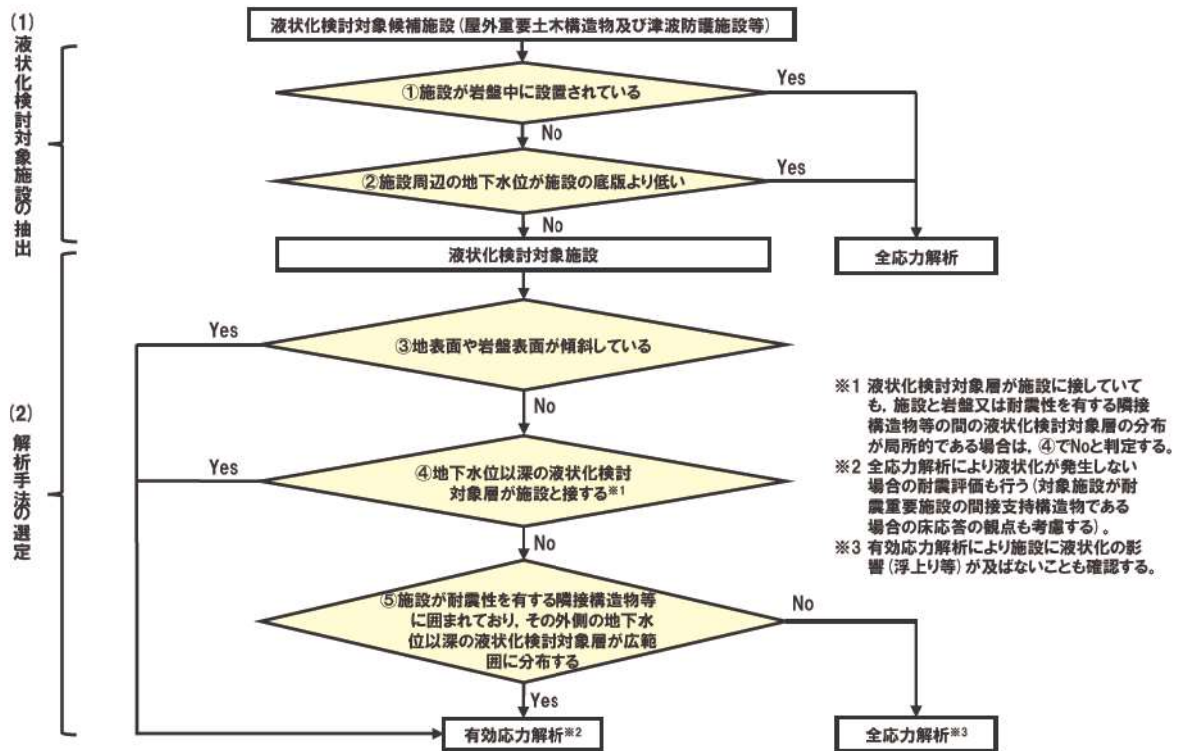 (1)
液状化検討対象施設の抽出
液状化検討対象候補施設(屋外重要土木構造物及び津波防護施設等)
①施設が岩盤中に設置されている
Yes
No
②施設周辺の地下水位が施設の底版より低い
Yes
No
液状化検討対象施設
全応力解析
(2)
解析手法の選定
③地表面や岩盤表面が傾斜している
Yes
No
④地下水位以深の液状化検討
対象層が施設と接する※1
Yes
No
⑤施設が耐震性を有する隣接構造物等
に囲まれており,その外側の地下水
位以深の液状化検討対象層が広範
囲に分布する
No
Yes
有効応力解析※2
全応力解析※3
※1 液状化検討対象層が施設に接していて
も,施設と岩盤又は耐震性を有する隣接
構造物等の間の液状化検討対象層の分布
が局所的である場合は,④でNoと判定する。
※2 全応力解析により液状化が発生しない
場合の耐震評価も行う(対象施設が耐
震重要施設の間接支持構造物である
場合の床応答の観点も考慮する)。
※3 有効応力解析により施設に液状化の影
響(浮上り等)が及ばないことも確認する。